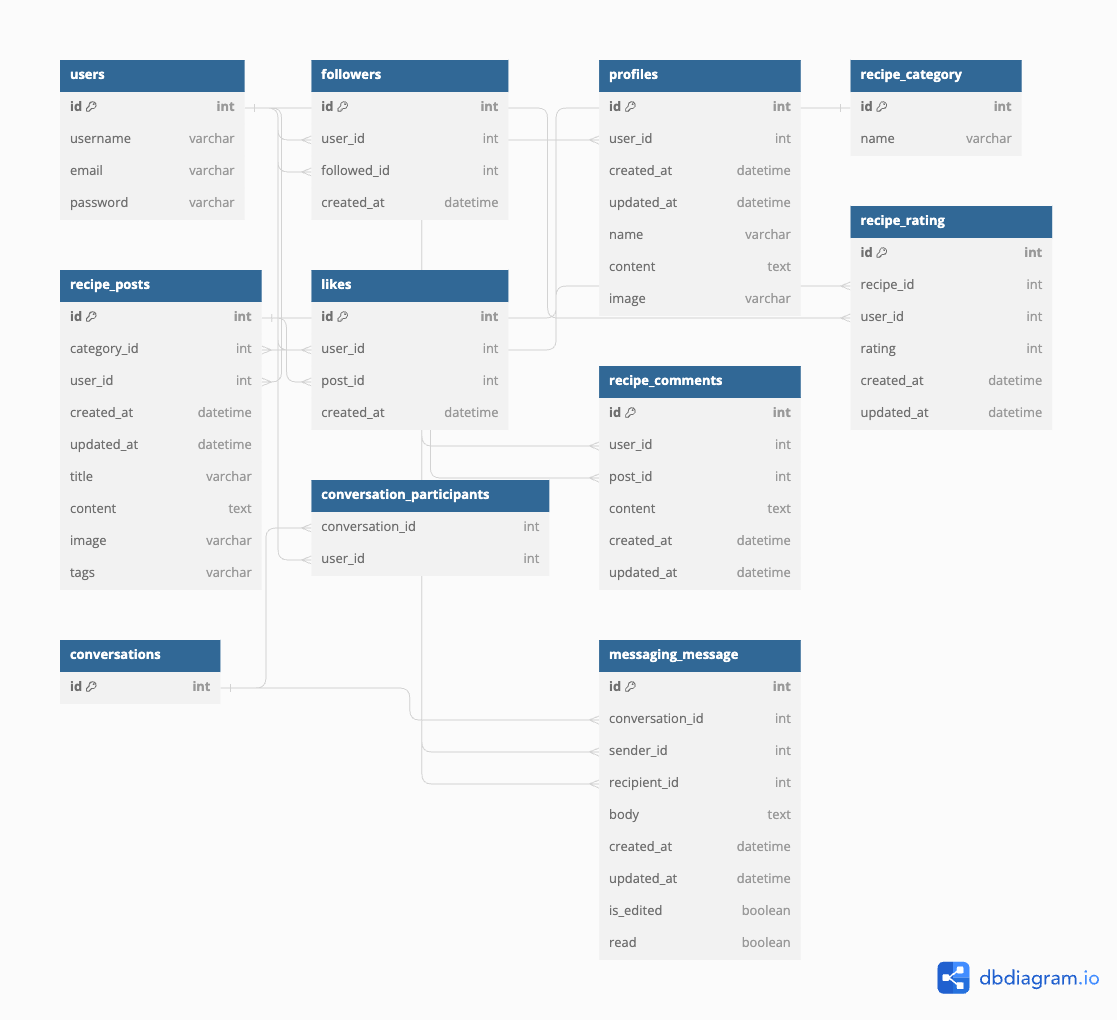 users
id int
username varchar
email varchar
password varchar
followers
id int
user_id int
followed_id int
created_at datetime
profiles
id int
user_id int
created_at datetime
updated_at datetime
name varchar
content text
image varchar
recipe_category
id int
name varchar
recipe_rating
id int
recipe_id int
user_id int
rating int
created_at datetime
updated_at datetime
recipe_posts
id int
category_id int
user_id int
created_at datetime
updated_at datetime
title varchar
content text
image varchar
tags varchar
likes
id int
user_id int
post_id int
created_at datetime
recipe_comments
id int
user_id int
post_id int
content text
created_at datetime
updated_at datetime
conversation_participants
conversation_id int
user_id int
conversations
id int
messaging_message
id int
conversation_id int
sender_id int
recipient_id int
body text
created_at datetime
updated_at datetime
is_edited boolean
read boolean
dbdiagram.io